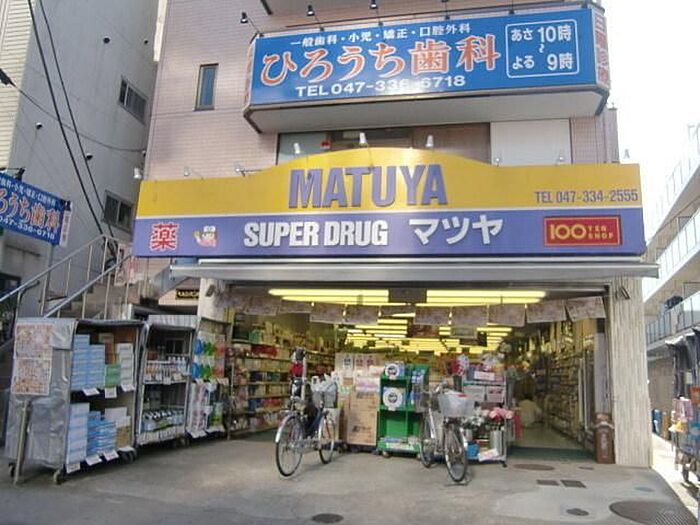 一般歯科・小児・矯正・口腔外科
ひろうち歯科
TEL 047-336-6718
あさ10時
~
よる9時
MATUYA
TEL 047-334-2555
薬
SUPER DRUG マツヤ
100 YEN SHOP
ひろうち歯科